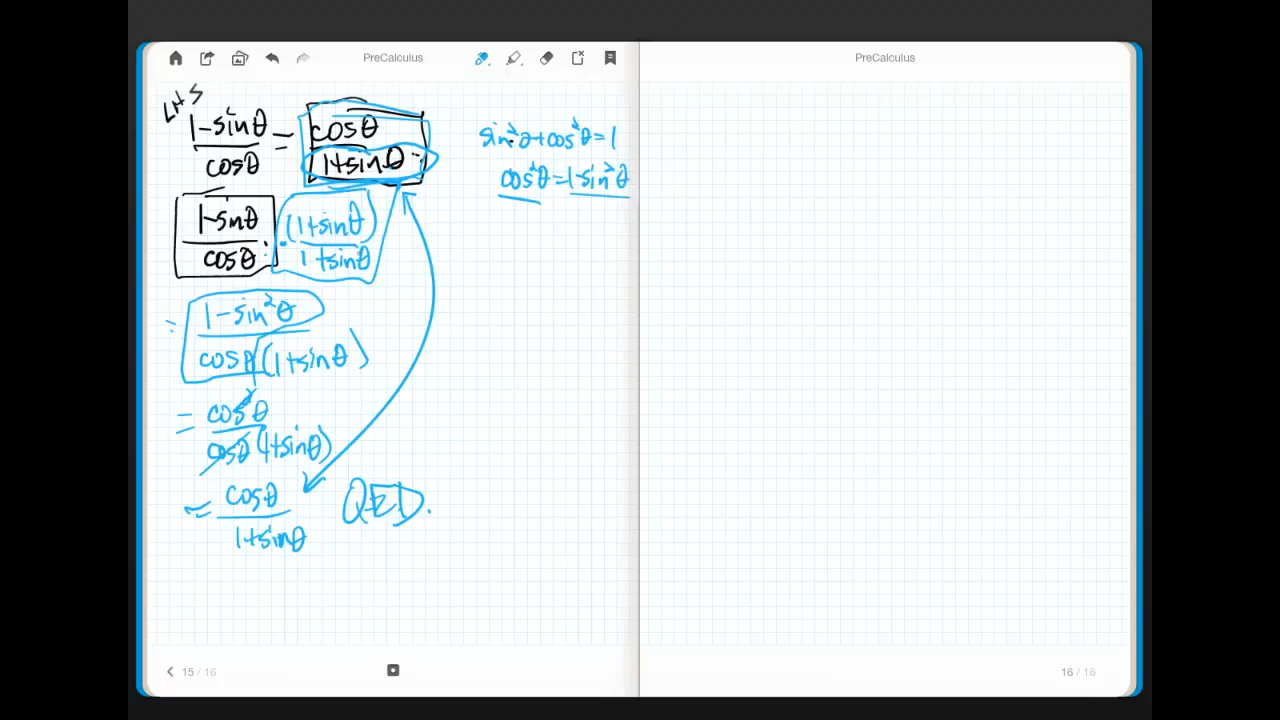 PreCalculus
PreCalculus
LHS
1-sinθ/cosθ = cosθ/1+sinθ
sin²θ+cos²θ=1
cos²θ=1-sin²θ
1-sinθ/cosθ · (1+sinθ)/1+sinθ
= 1-sin²θ/cosθ(1+sinθ)
= cos²θ/cosθ(1+sinθ)
= cosθ/1+sinθ
QED.
15 / 16
16 / 16